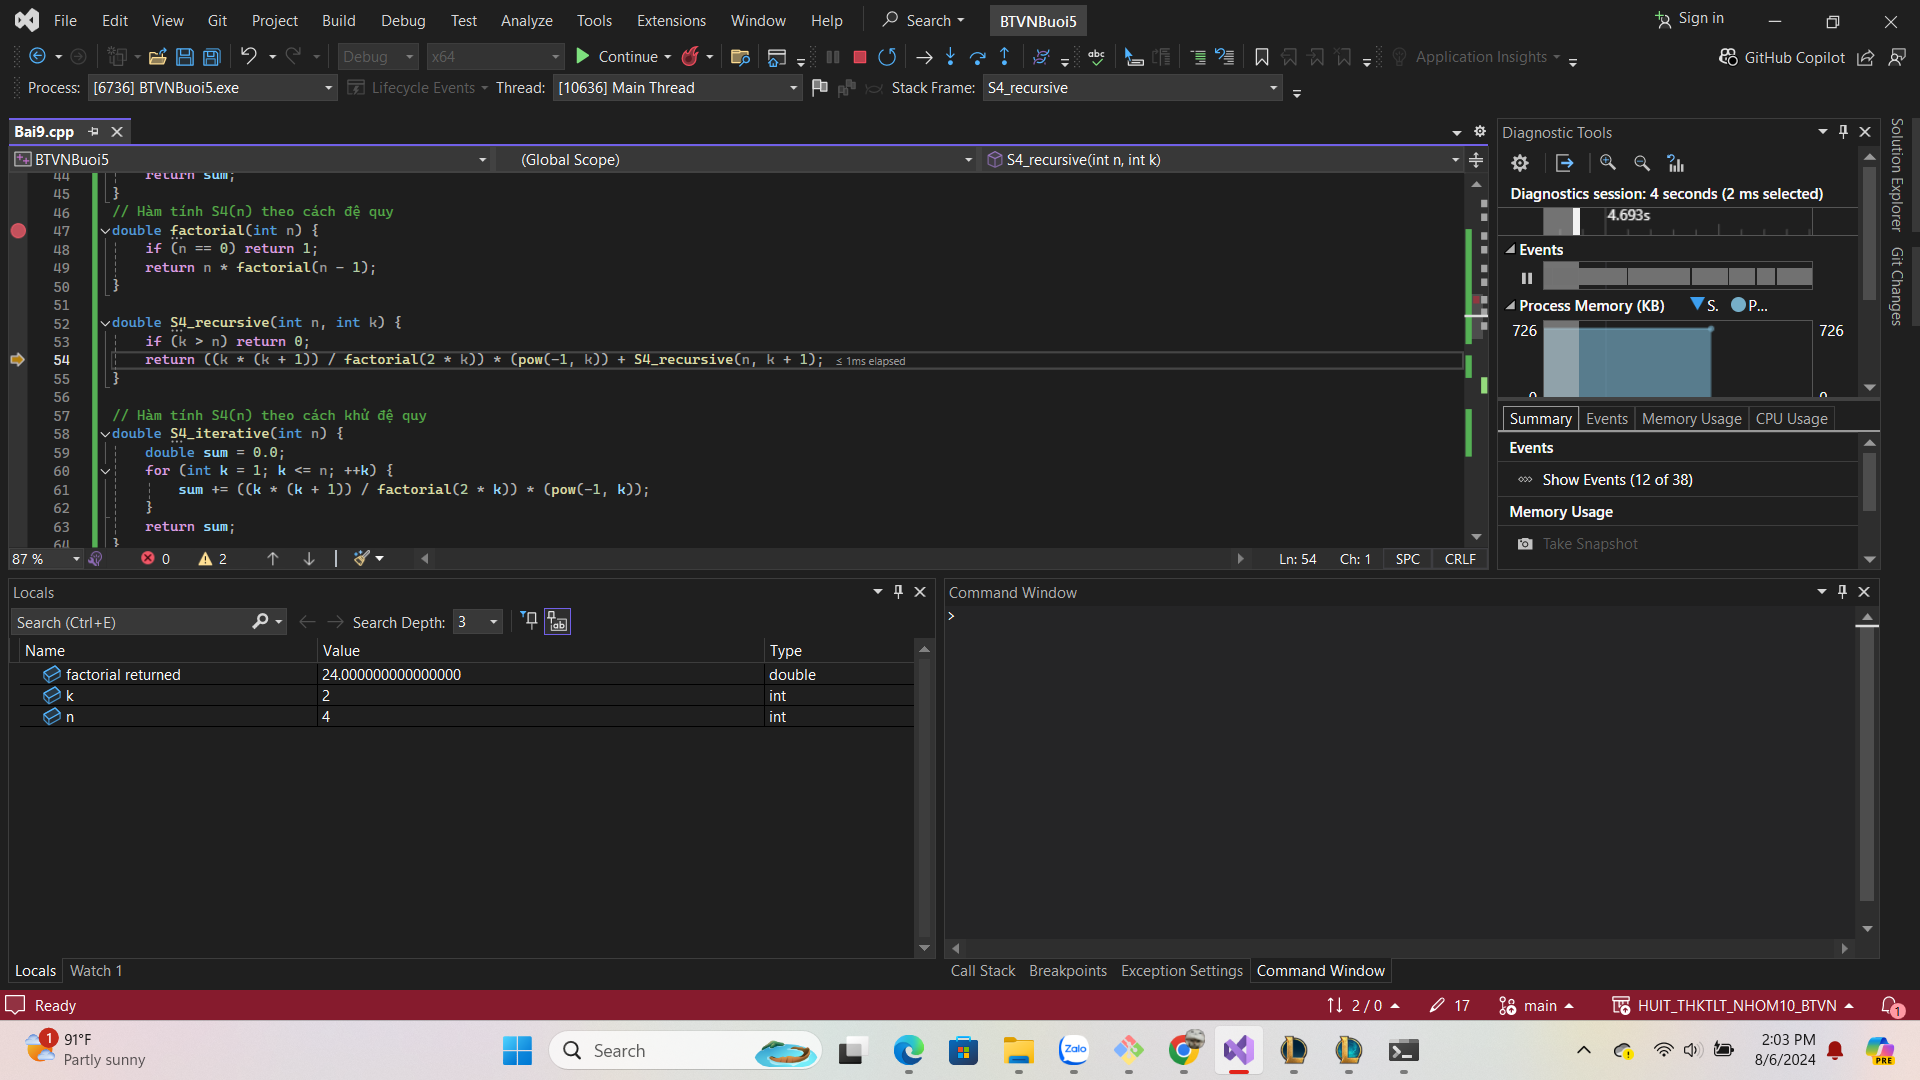 File Edit View Git Project Build Debug Test Analyze Tools Extensions Window Help Search BTVNBuoi5 Sign in
Debug x64 Continue abc Application Insights GitHub Copilot
Process: [6736] BTVNBuoi5.exe Lifecycle Events Thread: [10636] Main Thread Stack Frame: S4_recursive
Bai9.cpp
BTVNBuoi5 (Global Scope) S4_recursive(int n, int k)
44 return sum;
45 }
46 // Hàm tính S4(n) theo cách đệ quy
47 double factorial(int n) {
48 if (n == 0) return 1;
49 return n * factorial(n - 1);
50 }
51
52 double S4_recursive(int n, int k) {
53 if (k > n) return 0;
54 return ((k * (k + 1)) / factorial(2 * k)) * (pow(-1, k)) + S4_recursive(n, k + 1); ≤ 1ms elapsed
55 }
56
57 // Hàm tính S4(n) theo cách khử đệ quy
58 double S4_iterative(int n) {
59 double sum = 0.0;
60 for (int k = 1; k <= n; ++k) {
61 sum += ((k * (k + 1)) / factorial(2 * k)) * (pow(-1, k));
62 }
63 return sum;
64 }
87 % 0 2 Ln: 54 Ch: 1 SPC CRLF
Diagnostic Tools
Diagnostics session: 4 seconds (2 ms selected)
4.693s
Events
Process Memory (KB) S. P...
726 726
0 0
Summary Events Memory Usage CPU Usage
Events
Show Events (12 of 38)
Memory Usage
Take Snapshot
Solution Explorer
Git Changes
Locals
Search (Ctrl+E) Search Depth: 3
Name Value Type
factorial returned 24.000000000000000 double
k 2 int
n 4 int
Locals Watch 1
Command Window
>
Call Stack Breakpoints Exception Settings Command Window
Ready 2 / 0 17 main HUIT_THKTLT_NHOM10_BTVN 1
1 91°F
Partly sunny
Search
Zalo
2:03 PM
8/6/2024
PRE